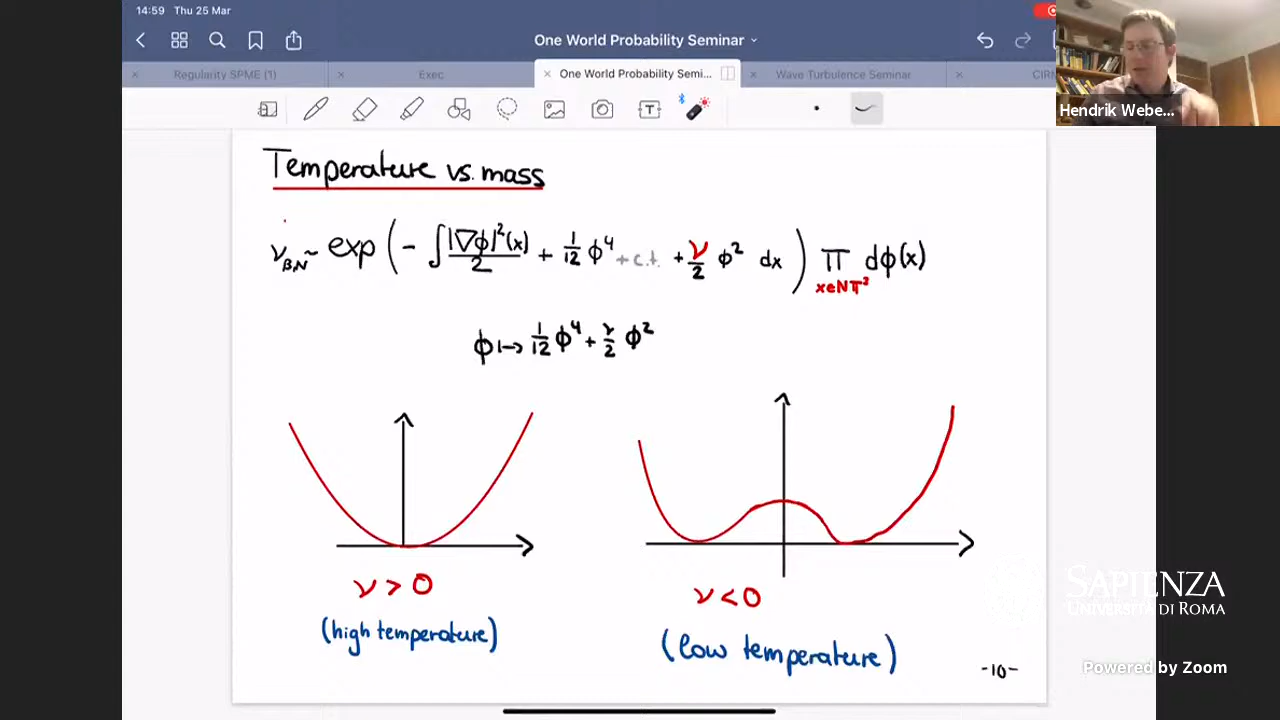 14:59 Thu 25 Mar
One World Probability Seminar
Regularity SPME (1)
Exec
One World Probability Semi...
Wave Turbulence Seminar
CIRM
Hendrik Webe...
Temperature vs. mass
ν_{β,N} ~ exp ( - ∫ |∇ϕ|²(x)/2 + 1/12 ϕ⁴ + c.t. + ν/2 ϕ² dx ) ∏_{x∈N𝕋³} dϕ(x)
ϕ ↦ 1/12 ϕ⁴ + ν/2 ϕ²
ν > 0
ν < 0
(high temperature)
(low temperature)
-10-
SAPIENZA
UNIVERSITÀ DI ROMA
Powered by Zoom